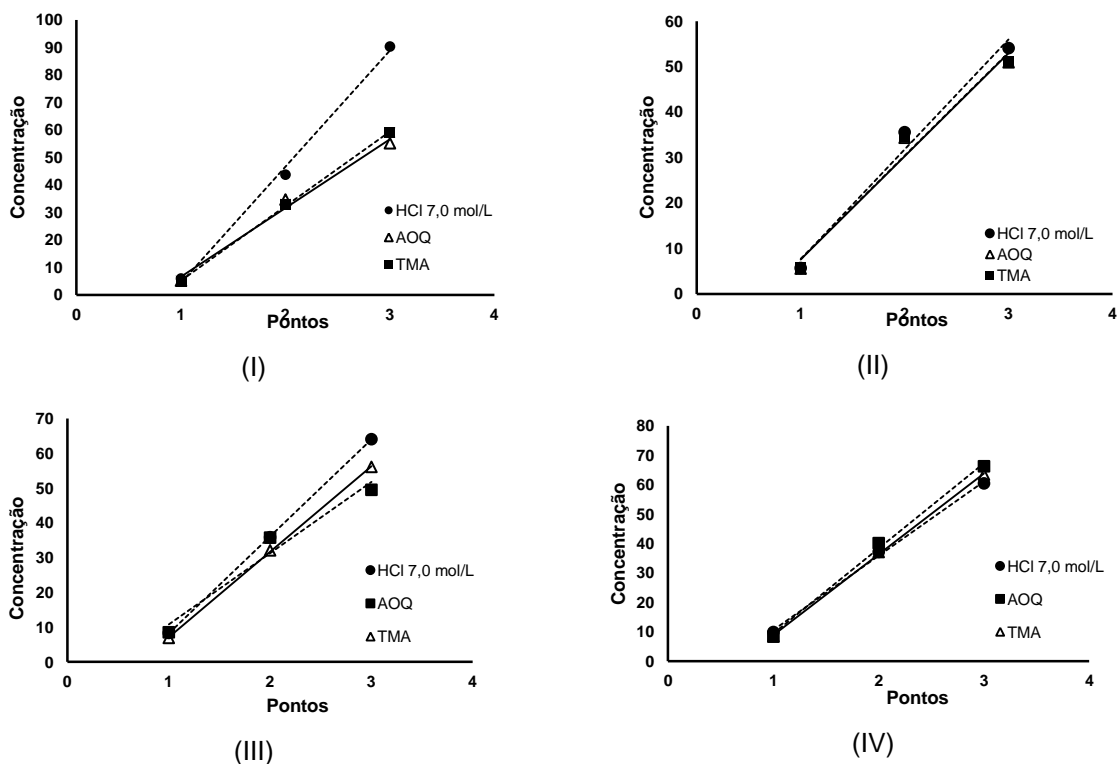 Concentração
100
90
80
70
60
50
40
30
20
10
0
0 1 2 3 4
Pontos
HCl 7,0 mol/L
AOQ
TMA
(I)
Concentração
60
50
40
30
20
10
0
0 1 2 3 4
Pontos
HCl 7,0 mol/L
AOQ
TMA
(II)
Concentração
70
60
50
40
30
20
10
0
0 1 2 3 4
Pontos
HCl 7,0 mol/L
AOQ
TMA
(III)
Concentração
80
70
60
50
40
30
20
10
0
0 1 2 3 4
Pontos
HCl 7,0 mol/L
AOQ
TMA
(IV)